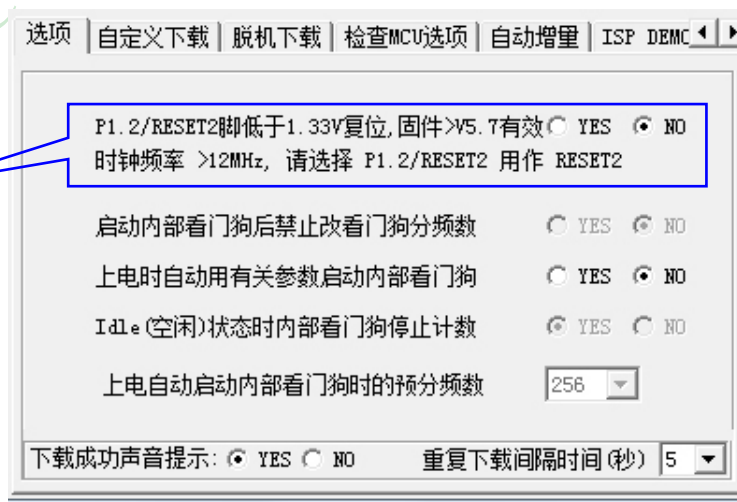 选项 自定义下载 脱机下载 检查MCU选项 自动增量 ISP DEMO
P1.2/RESET2脚低于1.33V复位,固件>V5.7有效 YES NO
时钟频率 >12MHz, 请选择 P1.2/RESET2 用作 RESET2
启动内部看门狗后禁止改看门狗分频数 YES NO
上电时自动用有关参数启动内部看门狗 YES NO
Idle(空闲)状态时内部看门狗停止计数 YES NO
上电自动启动内部看门狗时的预分频数 256
下载成功声音提示: YES NO 重复下载间隔时间(秒) 5